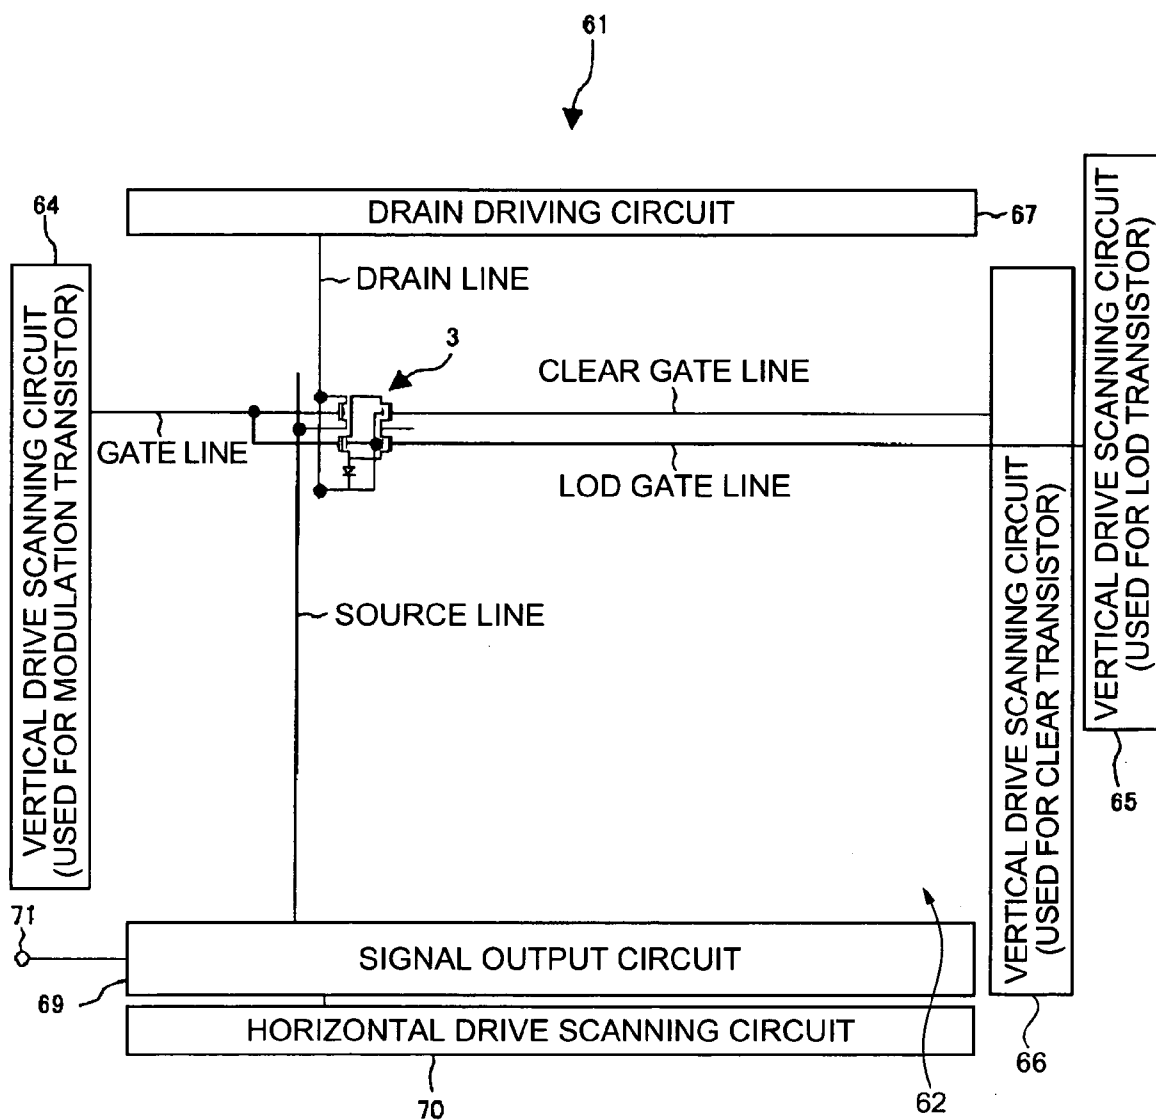 61
DRAIN DRIVING CIRCUIT
67
64
VERTICAL DRIVE SCANNING CIRCUIT
(USED FOR MODULATION TRANSISTOR)
DRAIN LINE
3
CLEAR GATE LINE
GATE LINE
LOD GATE LINE
SOURCE LINE
VERTICAL DRIVE SCANNING CIRCUIT
(USED FOR CLEAR TRANSISTOR)
VERTICAL DRIVE SCANNING CIRCUIT
(USED FOR LOD TRANSISTOR)
65
71
SIGNAL OUTPUT CIRCUIT
69
HORIZONTAL DRIVE SCANNING CIRCUIT
70
62
66